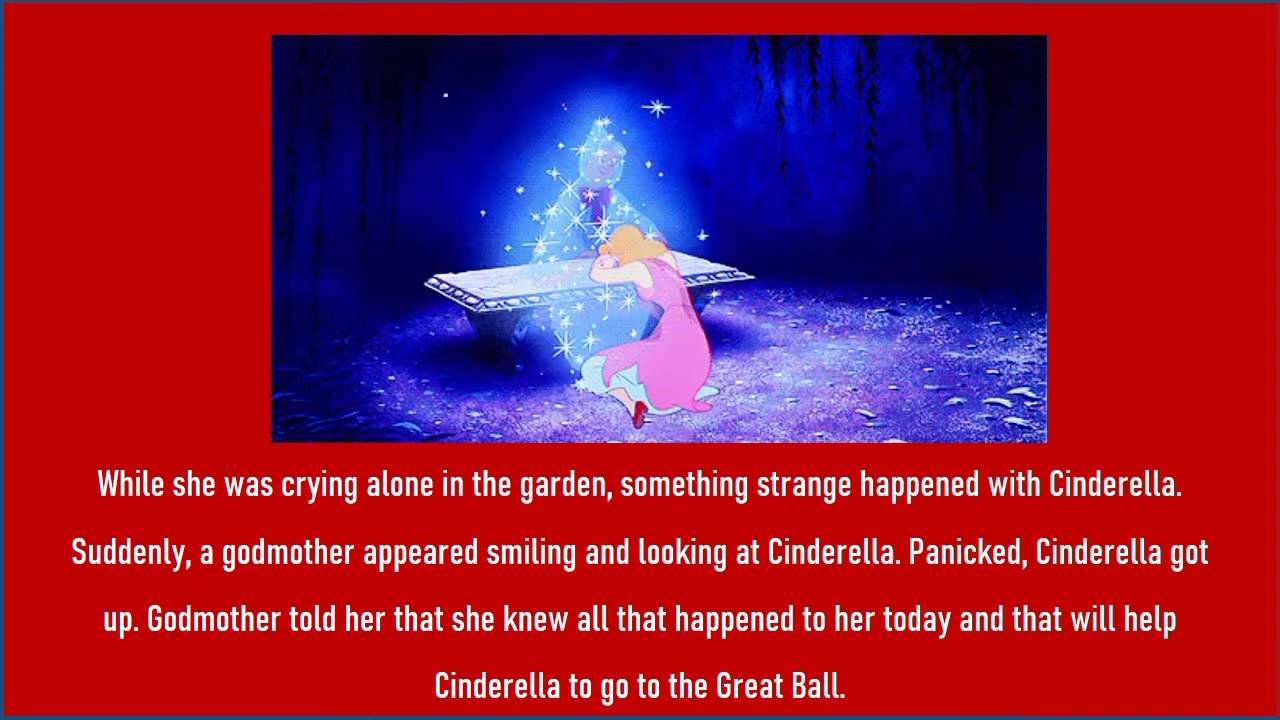 While she was crying alone in the garden, something strange happened with Cinderella.
Suddenly, a godmother appeared smiling and looking at Cinderella. Panicked, Cinderella got
up. Godmother told her that she knew all that happened to her today and that will help
Cinderella to go to the Great Ball.